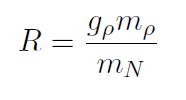 R = \frac{g_\rho m_\rho}{m_N}